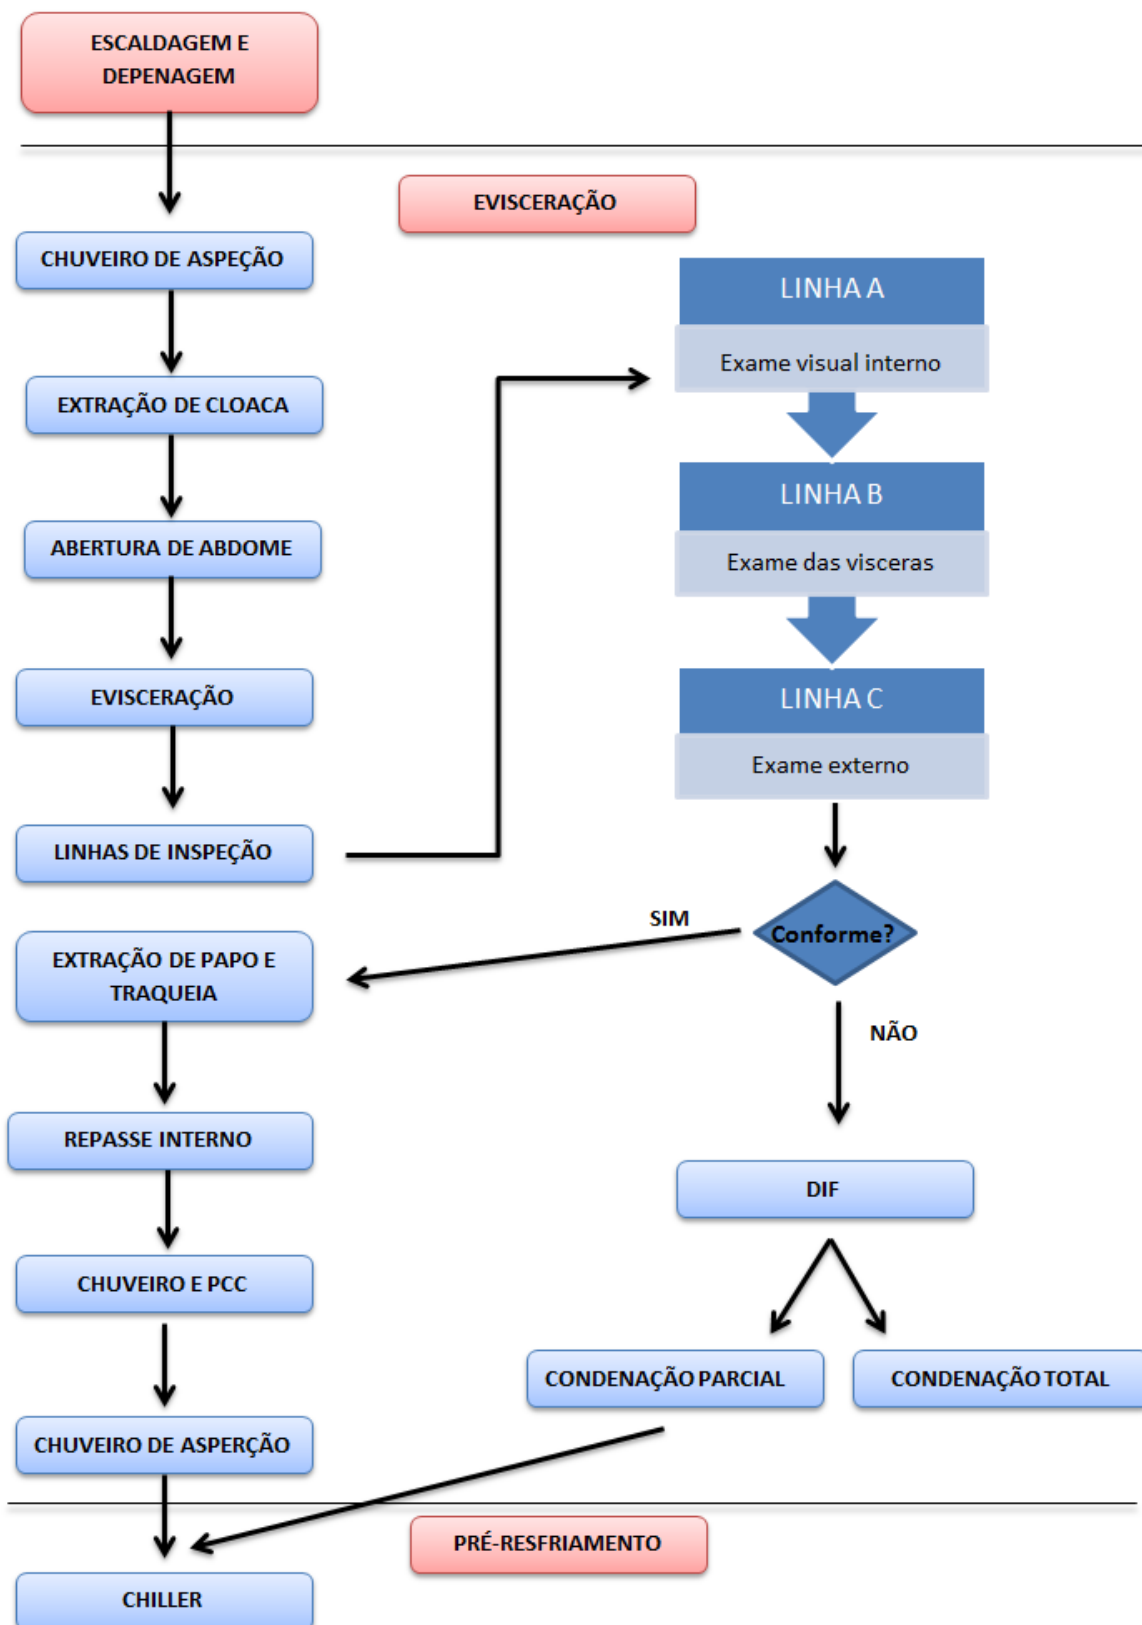 ESCALDAGEM E
DEPENAGEM
EVISCERAÇÃO
CHUVEIRO DE ASPEÇÃO
EXTRAÇÃO DE CLOACA
ABERTURA DE ABDOME
EVISCERAÇÃO
LINHAS DE INSPEÇÃO
LINHA A
Exame visual interno
LINHA B
Exame das visceras
LINHA C
Exame externo
Conforme?
SIM
NÃO
EXTRAÇÃO DE PAPO E
TRAQUEIA
REPASSE INTERNO
CHUVEIRO E PCC
CHUVEIRO DE ASPERÇÃO
DIF
CONDENAÇÃO PARCIAL
CONDENAÇÃO TOTAL
PRÉ-RESFRIAMENTO
CHILLER